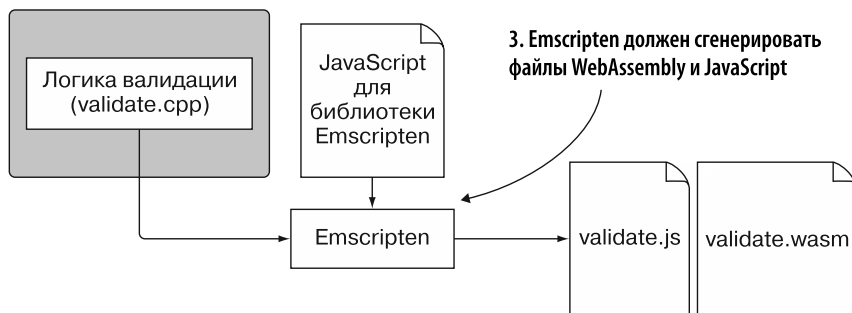 Логика валидации
(validate.cpp)
JavaScript
для
библиотеки
Emscripten
3. Emscripten должен сгенерировать
файлы WebAssembly и JavaScript
Emscripten
validate.js
validate.wasm